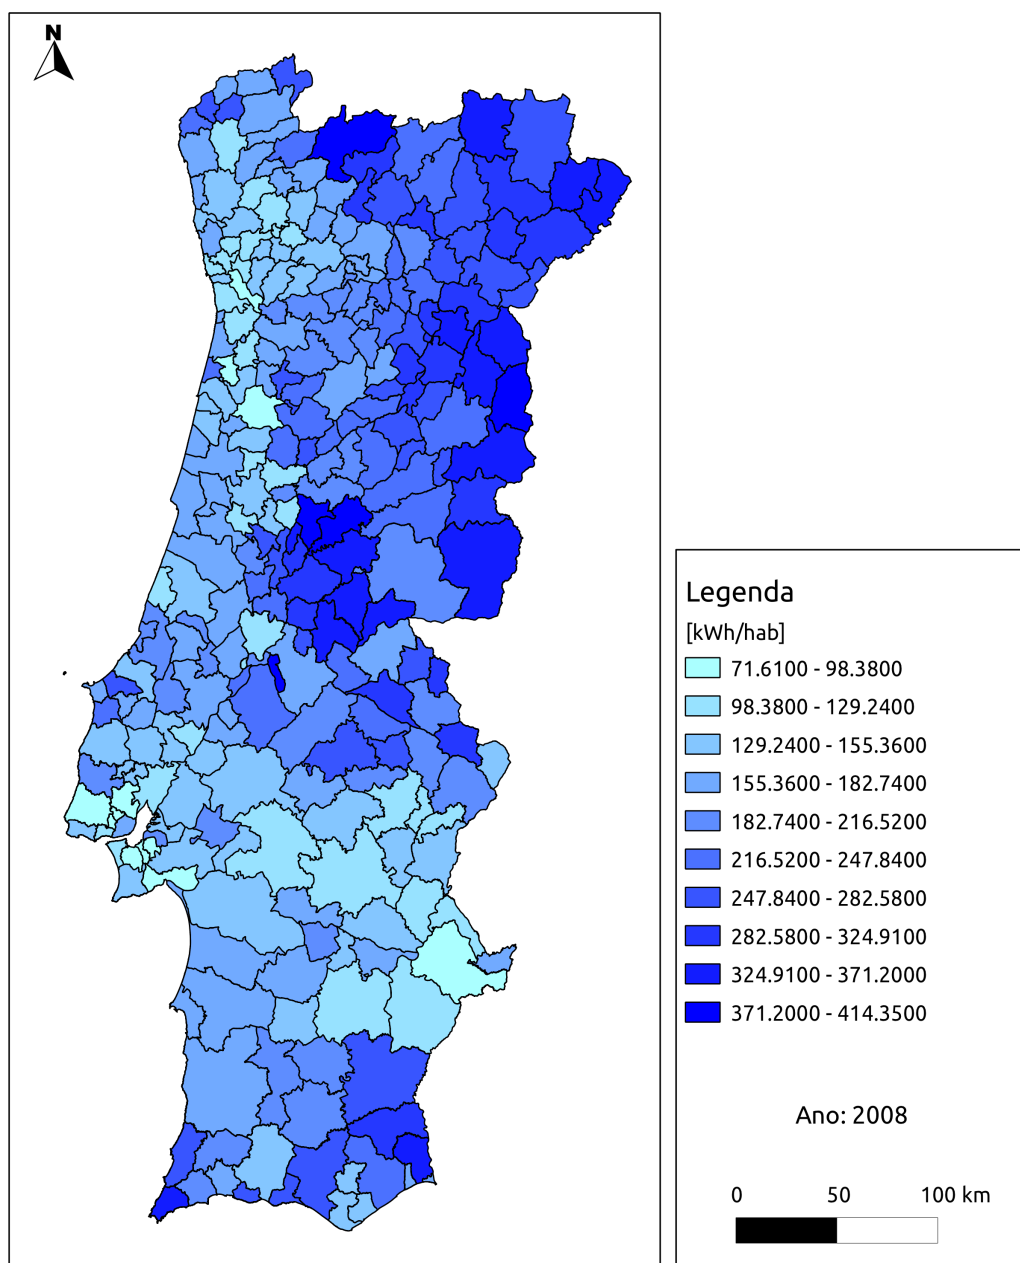 N
Legenda
[kWh/hab]
71.6100 - 98.3800
98.3800 - 129.2400
129.2400 - 155.3600
155.3600 - 182.7400
182.7400 - 216.5200
216.5200 - 247.8400
247.8400 - 282.5800
282.5800 - 324.9100
324.9100 - 371.2000
371.2000 - 414.3500
Ano: 2008
0 50 100 km